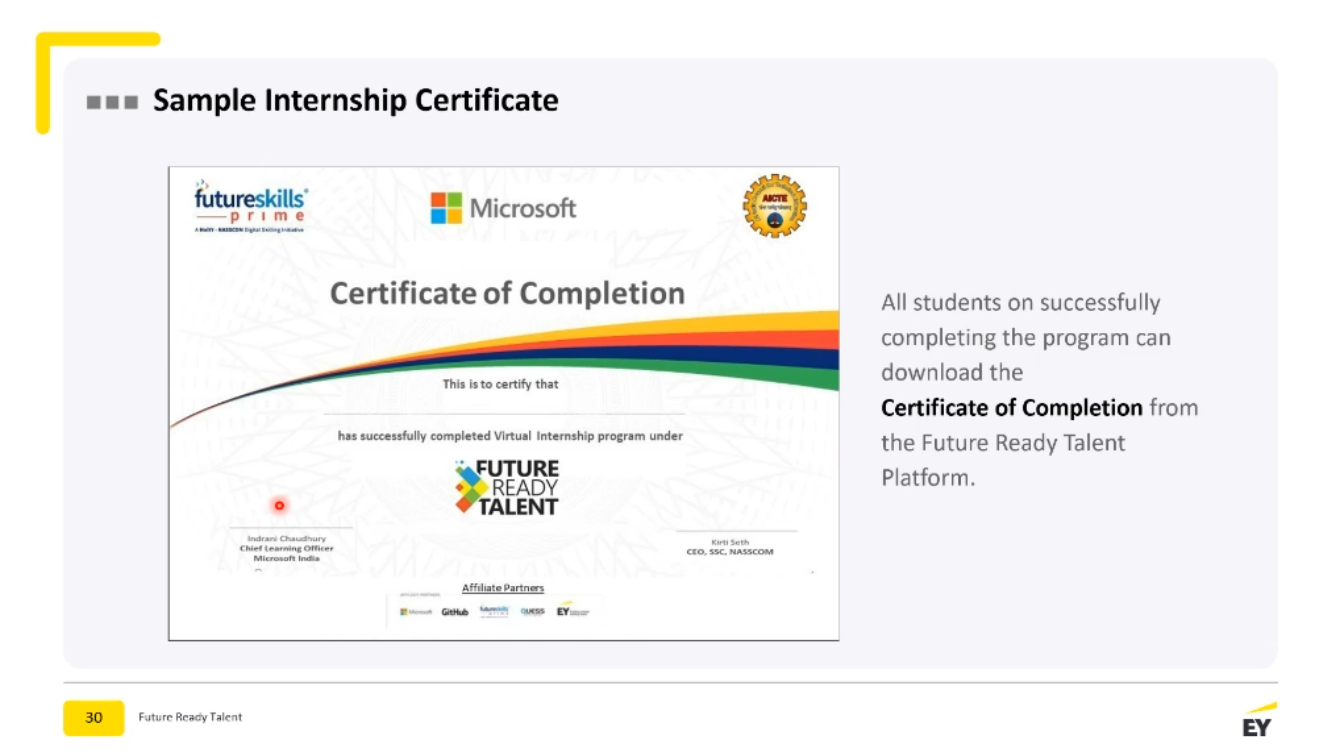 Sample Internship Certificate
futureskills
prime
A MeitY - NASSCOM Digital Skilling Initiative
Microsoft
AICTE
Certificate of Completion
This is to certify that
has successfully completed Virtual Internship program under
FUTURE
READY
TALENT
Indrani Chaudhury
Chief Learning Officer
Microsoft India
Kirti Seth
CEO, SSC, NASSCOM
Affiliate Partners
Microsoft GitHub futureskills QUESS EY
All students on successfully
completing the program can
download the
Certificate of Completion from
the Future Ready Talent
Platform.
30 Future Ready Talent
EY